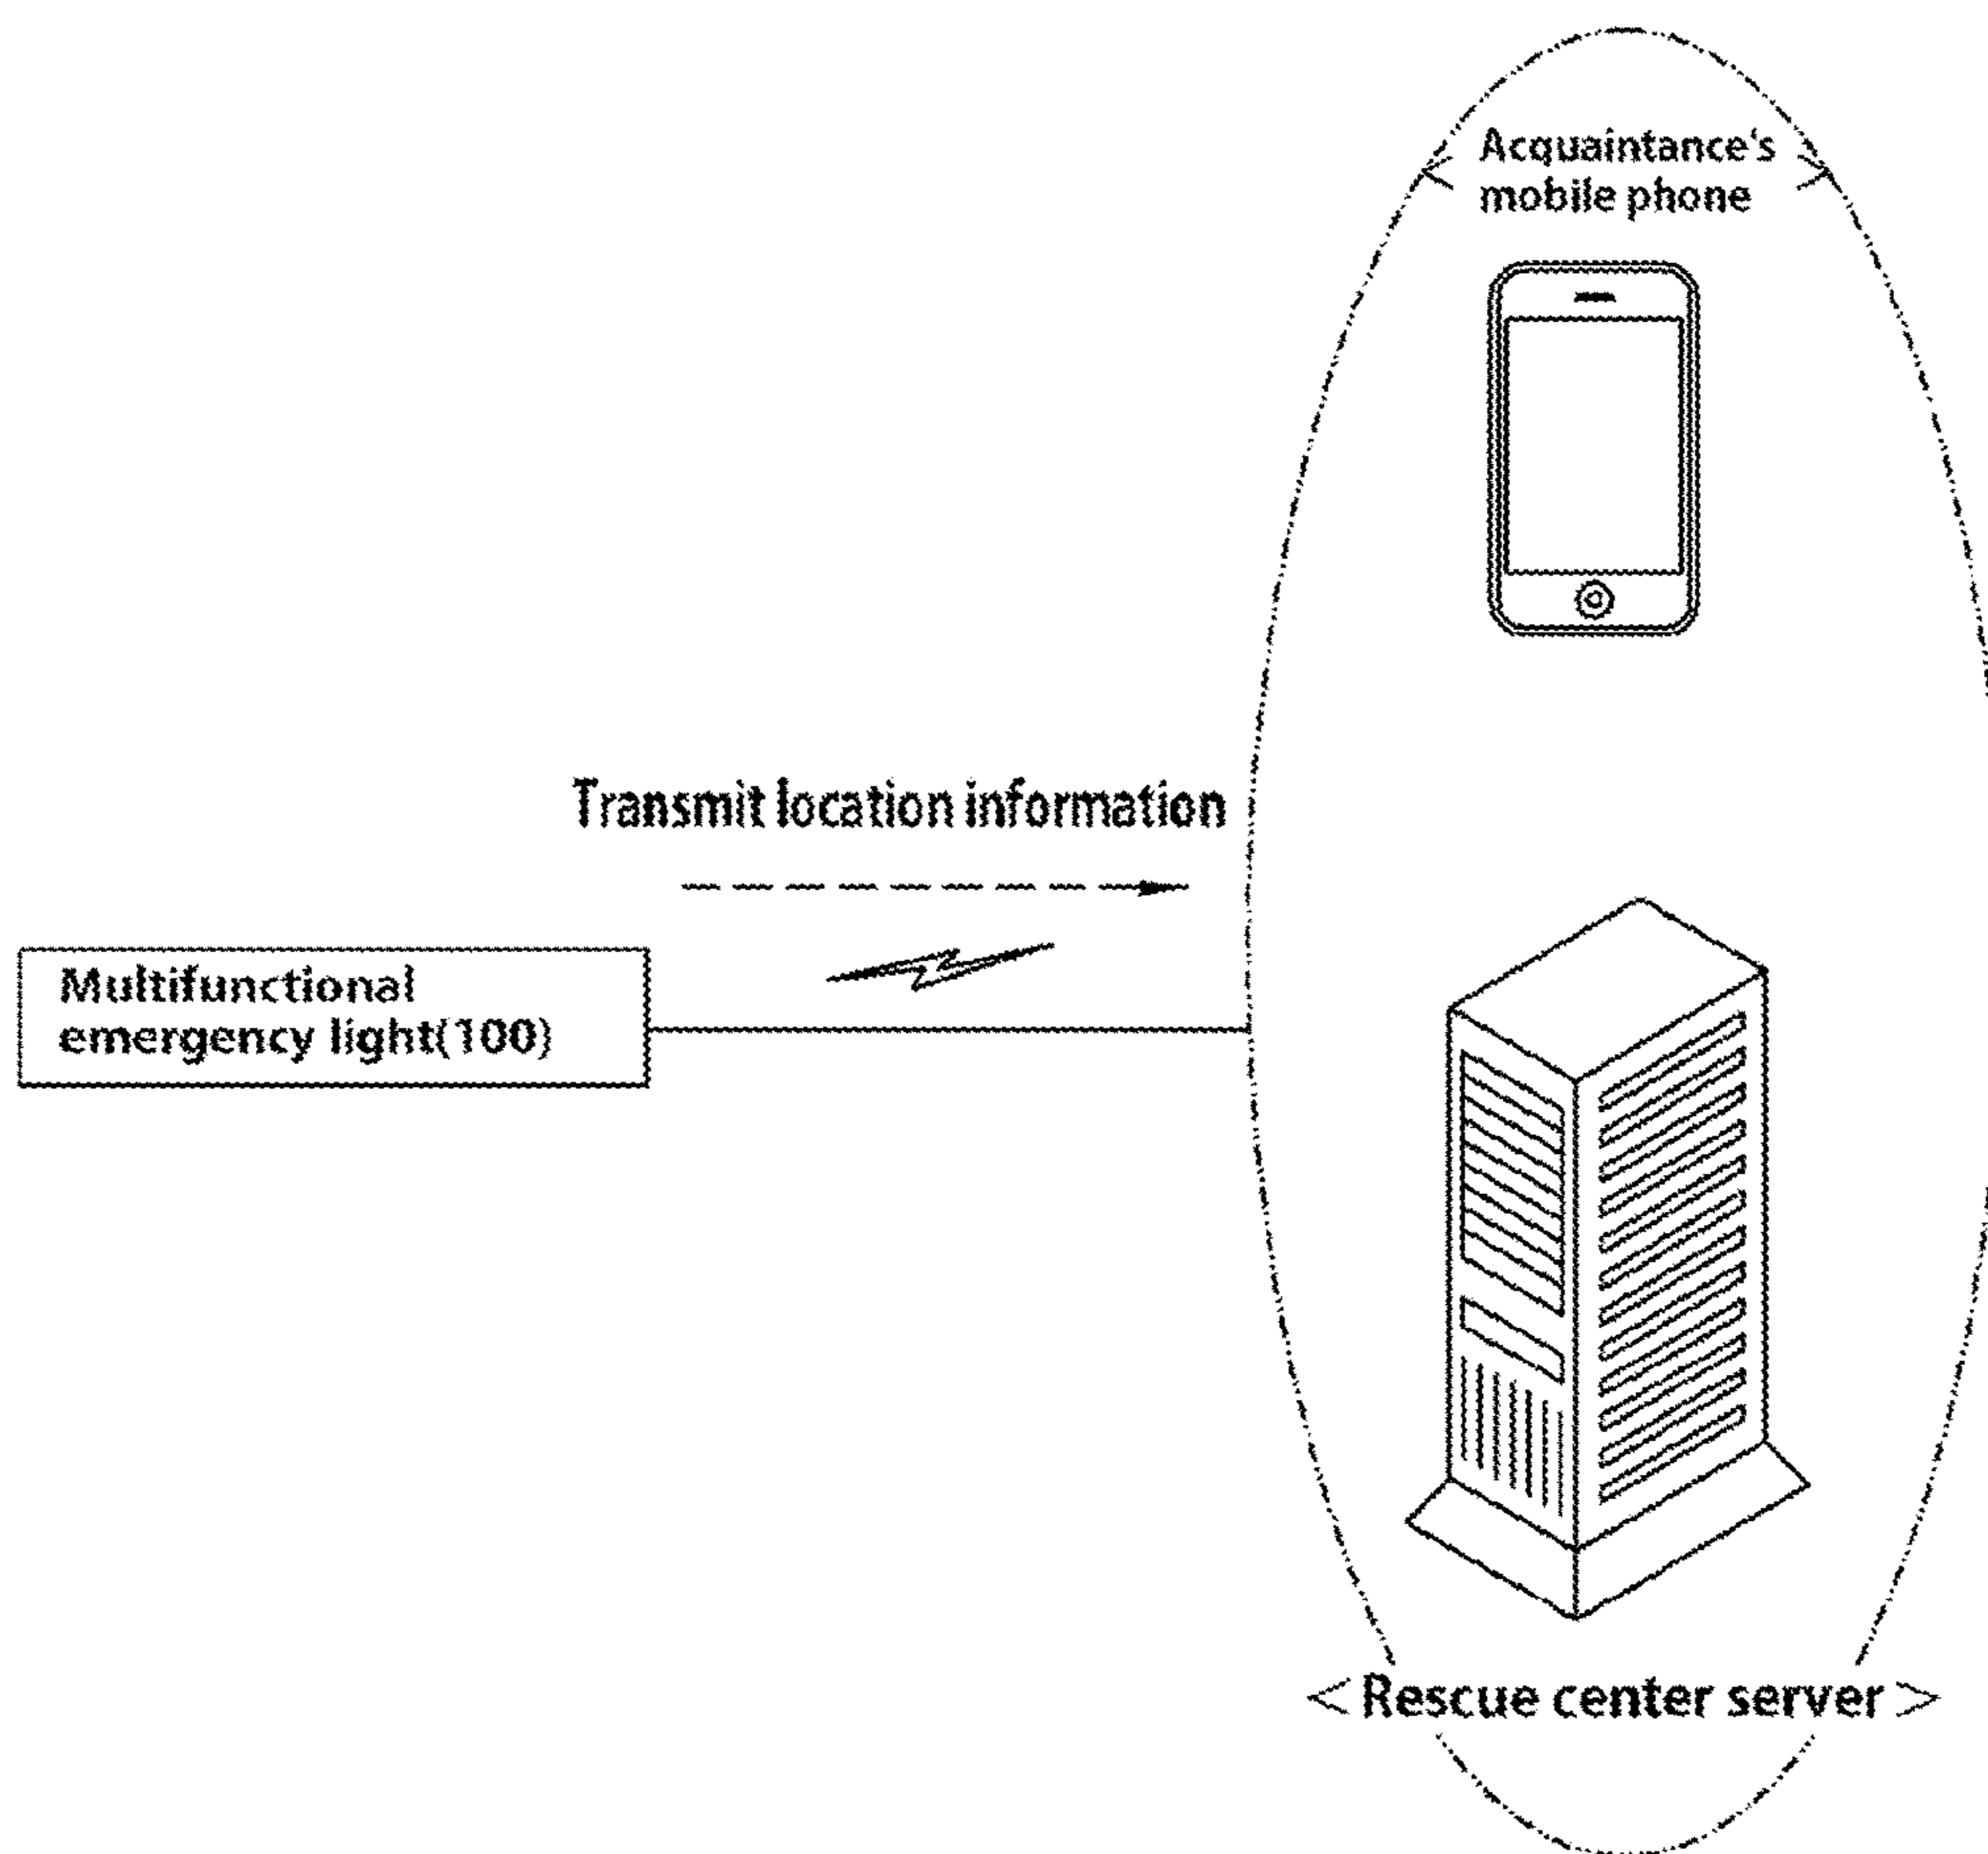 < Acquaintance's
mobile phone >
Transmit location information
Multifunctional
emergency light(100)
< Rescue center server >